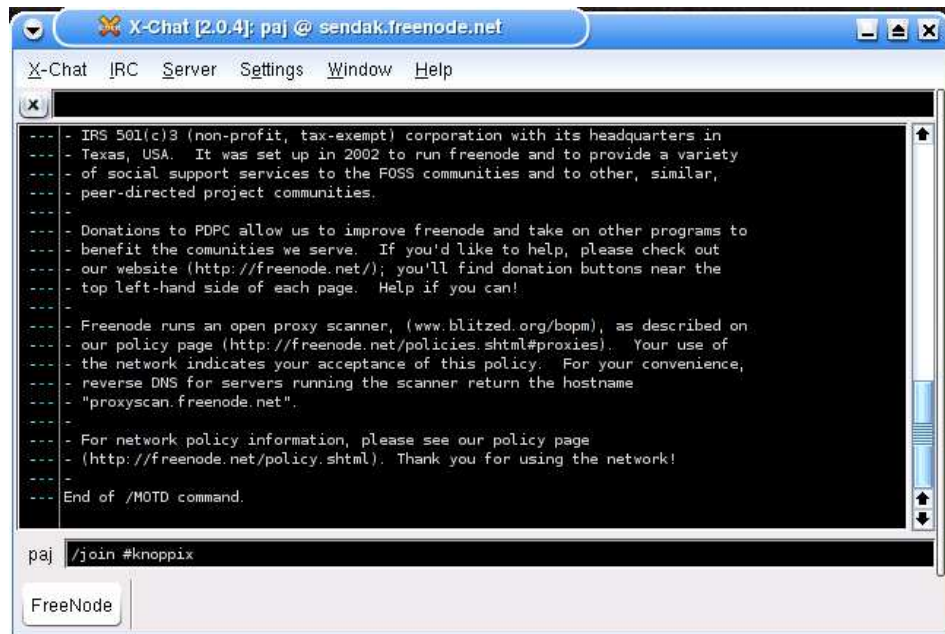 X-Chat [2.0.4]: paj @ sendak.freenode.net
X-Chat IRC Server Settings Window Help
x
--- - IRS 501(c)3 (non-profit, tax-exempt) corporation with its headquarters in
--- - Texas, USA. It was set up in 2002 to run freenode and to provide a variety
--- - of social support services to the FOSS communities and to other, similar,
--- - peer-directed project communities.
--- -
--- - Donations to PDPC allow us to improve freenode and take on other programs to
--- - benefit the comunities we serve. If you'd like to help, please check out
--- - our website (http://freenode.net/); you'll find donation buttons near the
--- - top left-hand side of each page. Help if you can!
--- -
--- - Freenode runs an open proxy scanner, (www.blitzed.org/bopm), as described on
--- - our policy page (http://freenode.net/policies.shtml#proxies). Your use of
--- - the network indicates your acceptance of this policy. For your convenience,
--- - reverse DNS for servers running the scanner return the hostname
--- - "proxyscan.freenode.net".
--- -
--- - For network policy information, please see our policy page
--- - (http://freenode.net/policy.shtml). Thank you for using the network!
--- -
--- End of /MOTD command.
paj /join #knoppix
FreeNode